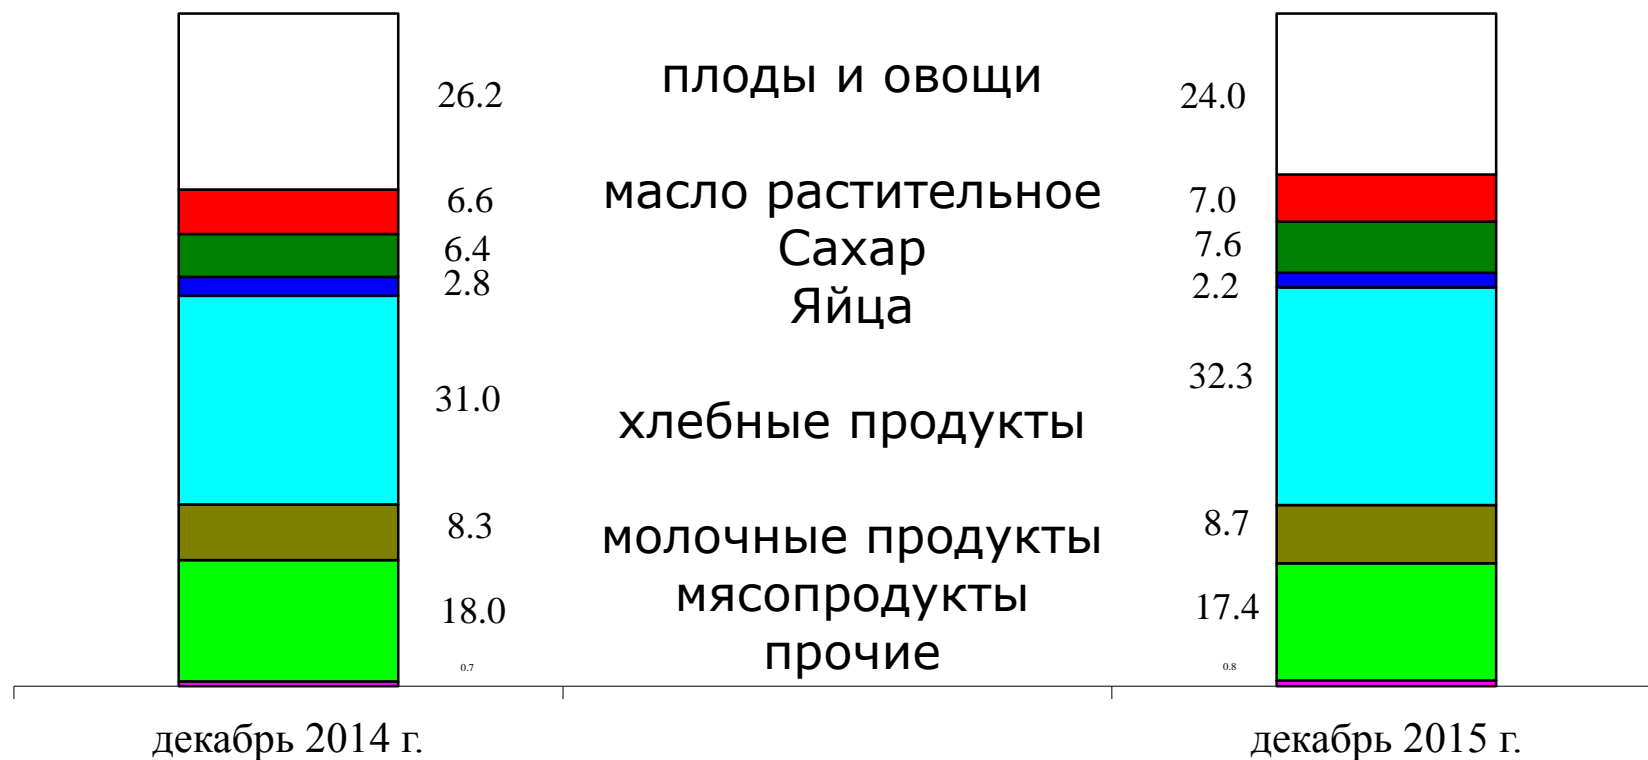 26.2 плоды и овощи 24.0
6.6 масло растительное 7.0
6.4 Сахар 7.6
2.8 Яйца 2.2
31.0 хлебные продукты 32.3
8.3 молочные продукты 8.7
18.0 мясопродукты 17.4
0.7 прочие 0.8
декабрь 2014 г. декабрь 2015 г.